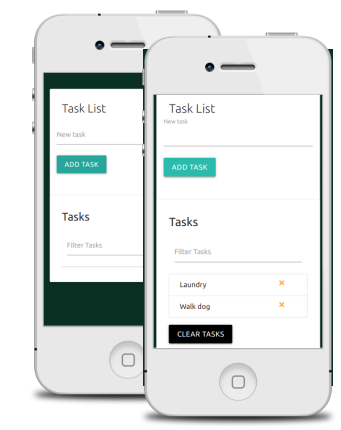 Task List
New task
ADD TASK
Tasks
Filter Tasks
Task List
New task
ADD TASK
Tasks
Filter Tasks
Laundry ×
Walk dog ×
CLEAR TASKS